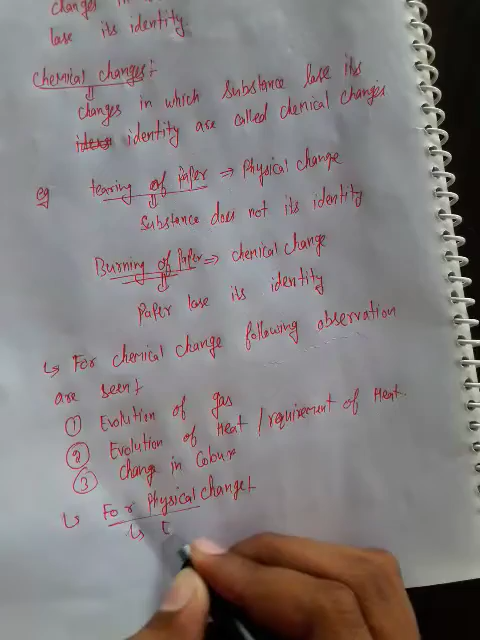 changes in
lose its identity
chemical changes:
changes in which substance lose its
identity are called chemical changes.
eg tearing of paper ⇒ Physical change
Substance does not its identity
Burning of paper ⇒ chemical change
Paper lose its identity
↳ For chemical change following observation
are seen
① Evolution of gas
② Evolution of Heat / requirement of Heat.
③ change in Colour
↳ For Physical change
↳